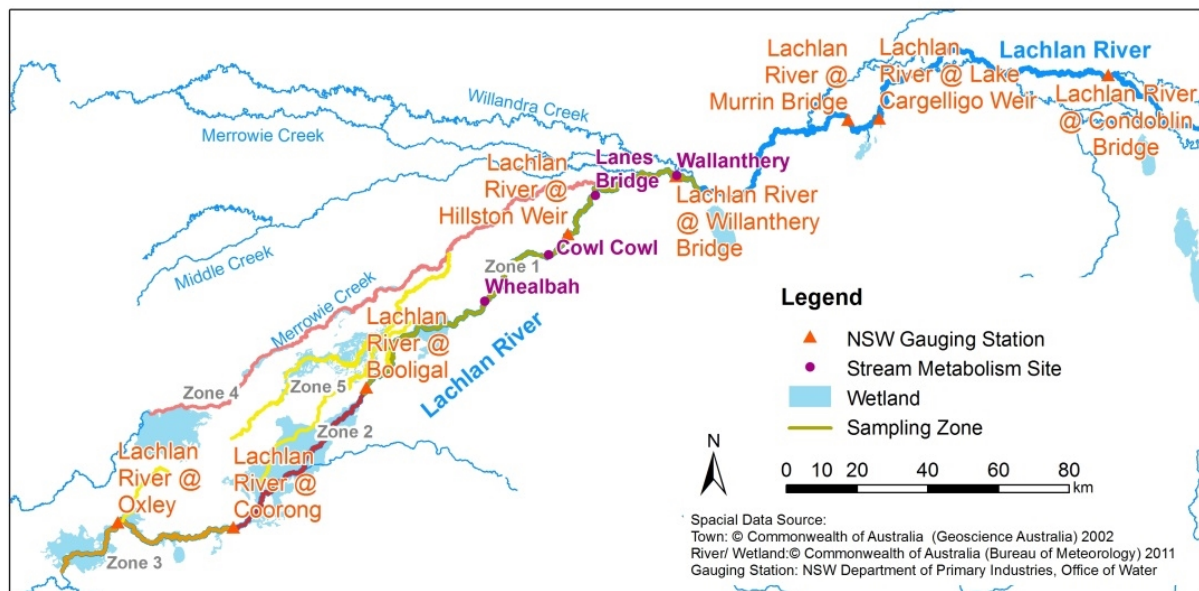 Lachlan
River @
Murrin Bridge
Lachlan
River @ Lake
Cargelligo Weir
Lachlan River
Lachlan River
@ Condoblin
Bridge
Willandra Creek
Merrowie Creek
Lachlan
River @
Hillston Weir
Lanes
Bridge
Wallanthery
Lachlan River
@ Willanthery
Bridge
Middle Creek
Cowl Cowl
Zone 1
Whealbah
Merrowie Creek
Lachlan
River @
Booligal
Lachlan River
Zone 4
Zone 5
Zone 2
Lachlan
River @
Oxley
Lachlan
River @
Coorong
Zone 3
Legend
NSW Gauging Station
Stream Metabolism Site
Wetland
Sampling Zone
N
0 10 20 40 60 80
km
Spacial Data Source:
Town: © Commonwealth of Australia (Geoscience Australia) 2002
River/ Wetland:© Commonwealth of Australia (Bureau of Meteorology) 2011
Gauging Station: NSW Department of Primary Industries, Office of Water